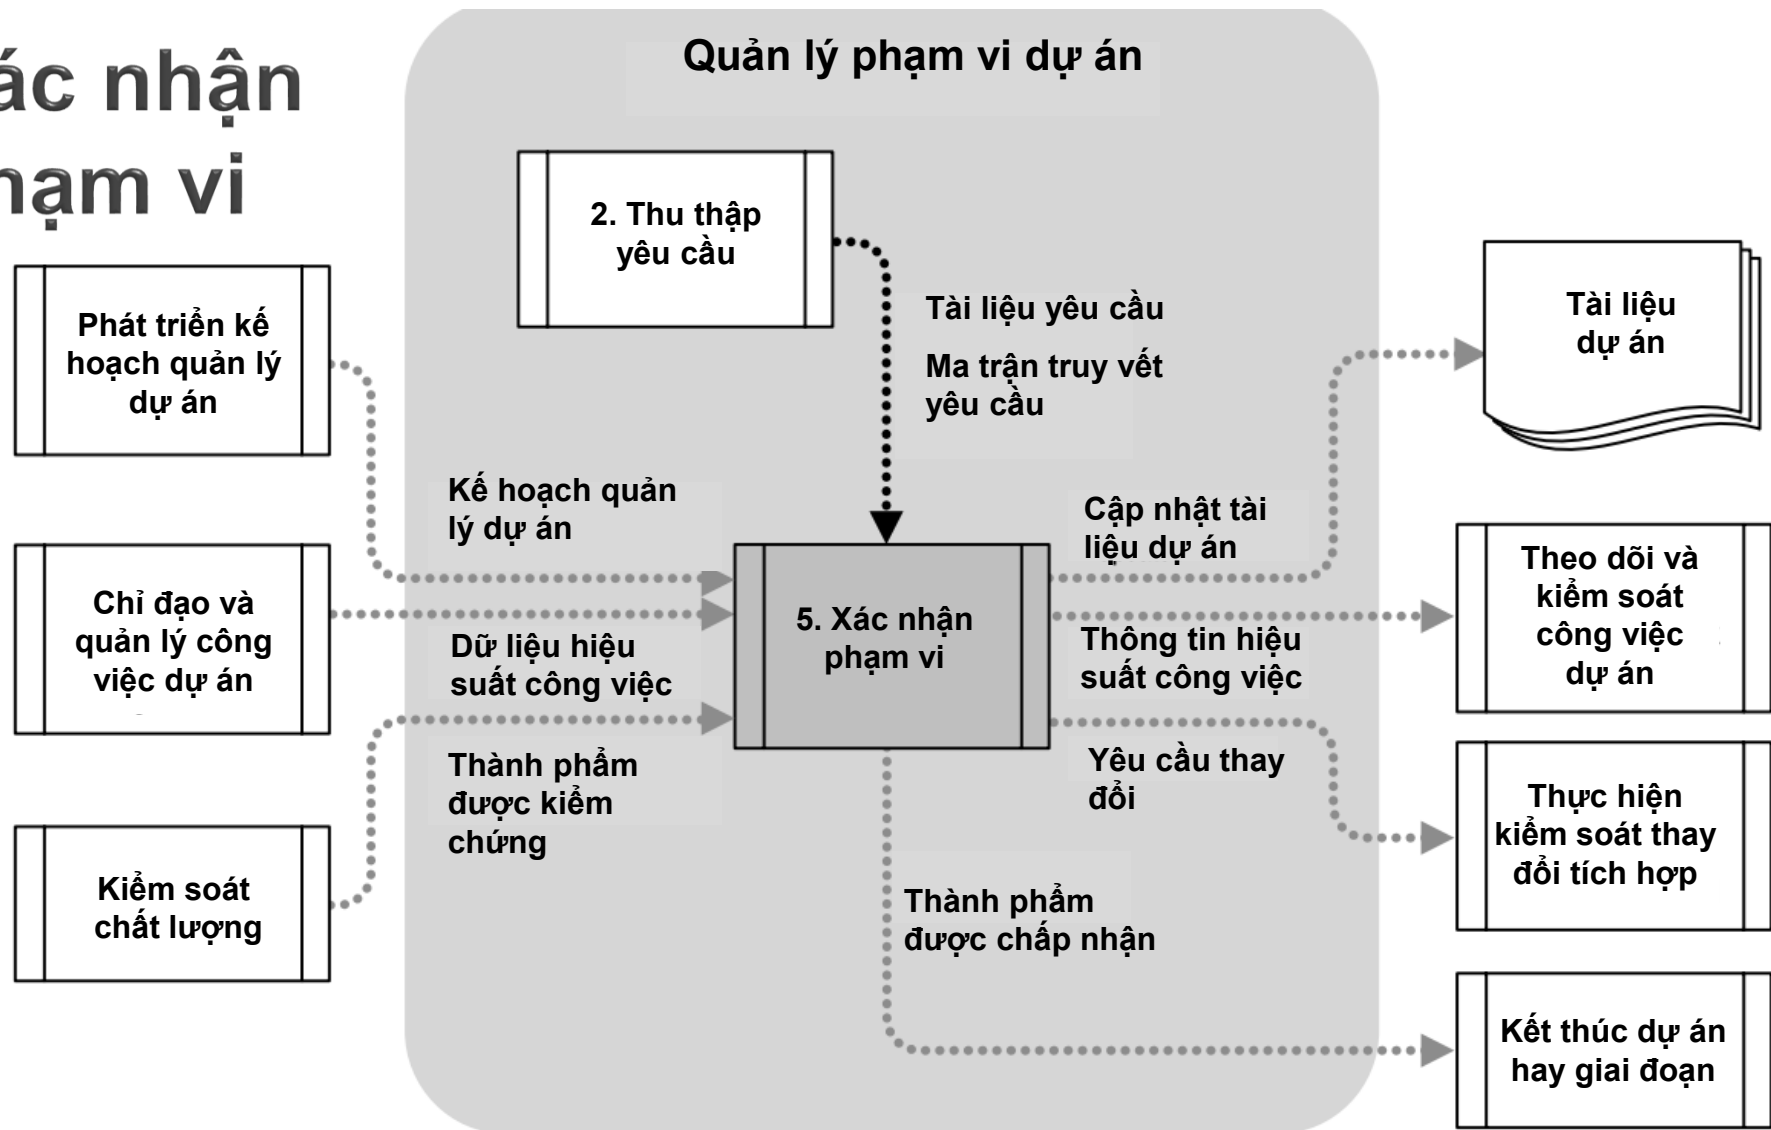 ác nhận
hạm vi
Quản lý phạm vi dự án
2. Thu thập
yêu cầu
Phát triển kế
hoạch quản lý
dự án
Tài liệu yêu cầu
Ma trận truy vết
yêu cầu
Tài liệu
dự án
Kế hoạch quản
lý dự án
Cập nhật tài
liệu dự án
Chỉ đạo và
quản lý công
việc dự án
Dữ liệu hiệu
suất công việc
5. Xác nhận
phạm vi
Thông tin hiệu
suất công việc
Theo dõi và
kiểm soát
công việc
dự án
Thành phẩm
được kiểm
chứng
Yêu cầu thay
đổi
Thực hiện
kiểm soát thay
đổi tích hợp
Kiểm soát
chất lượng
Thành phẩm
được chấp nhận
Kết thúc dự án
hay giai đoạn